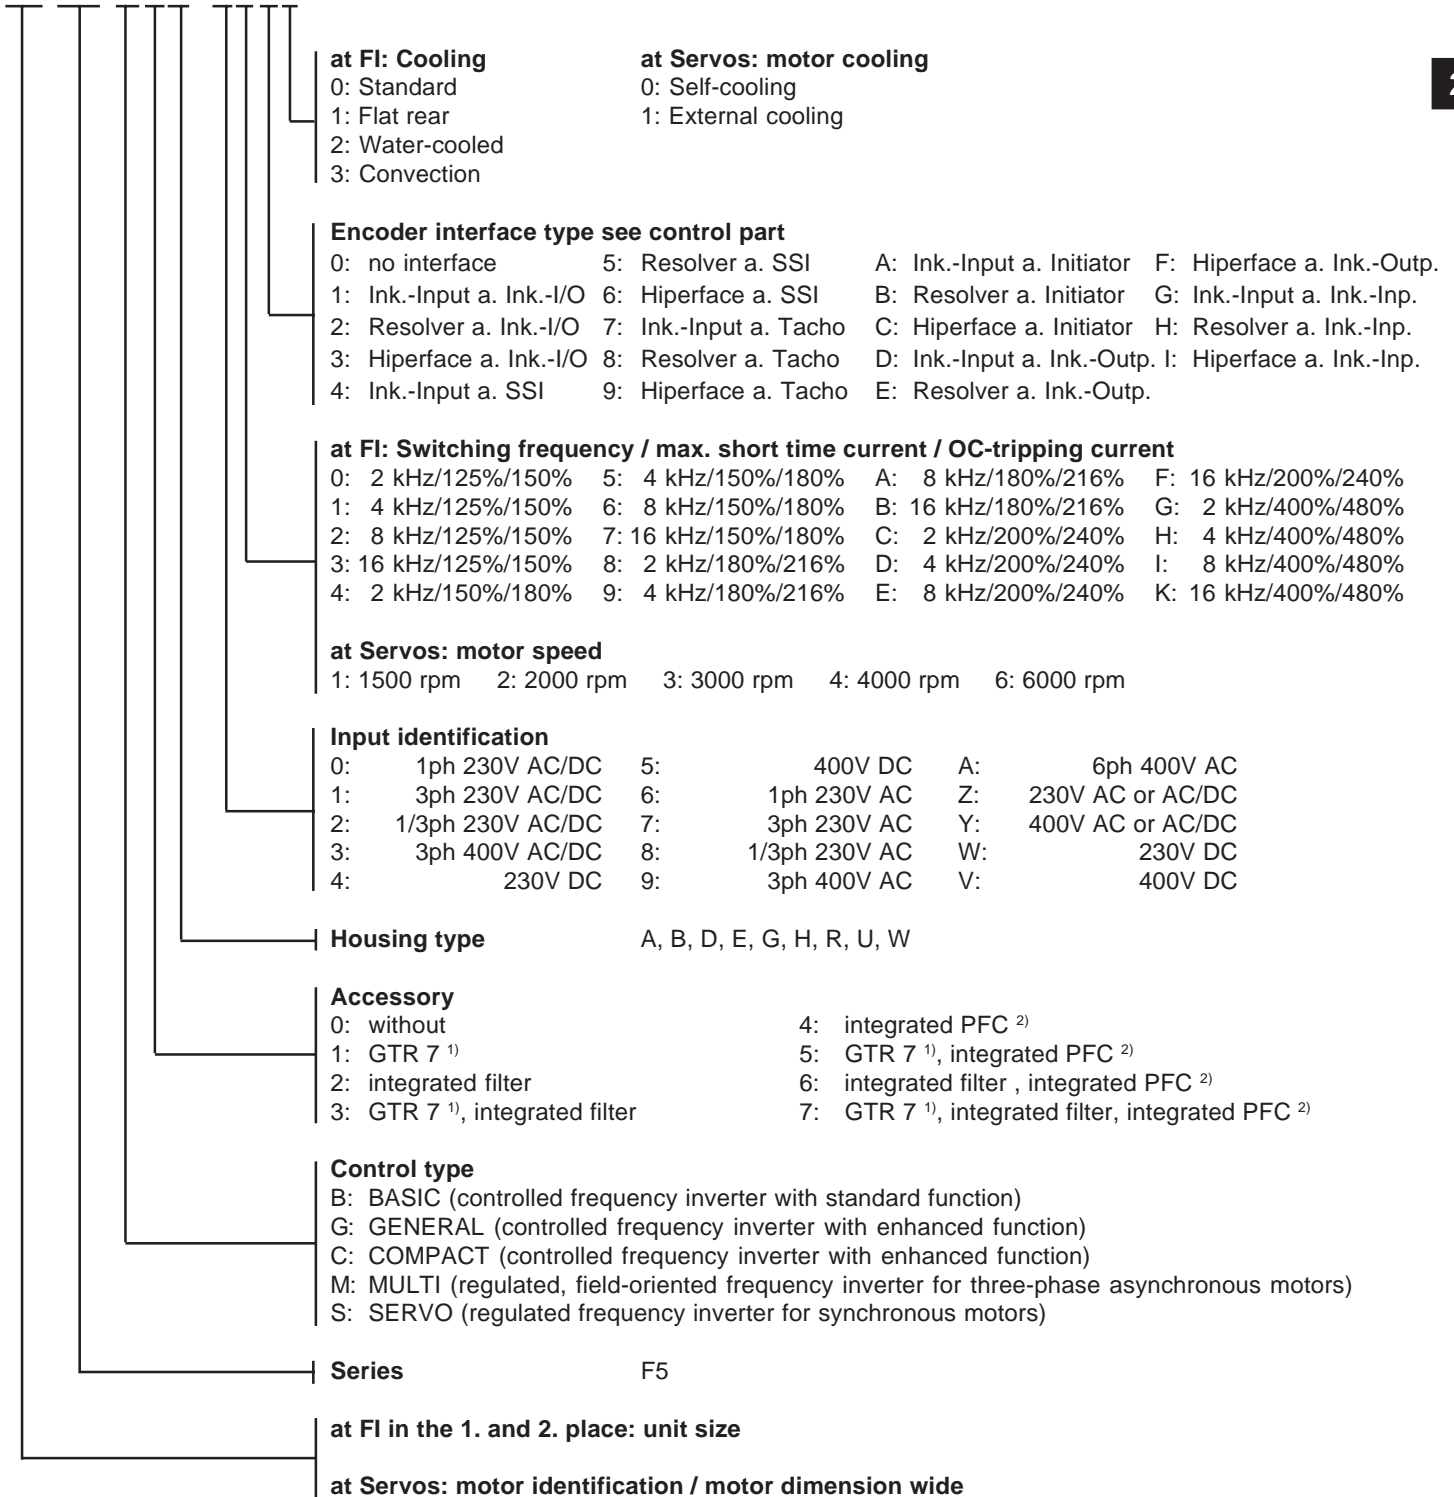 at FI: Cooling at Servos: motor cooling
0: Standard 0: Self-cooling
1: Flat rear 1: External cooling
2: Water-cooled
3: Convection
Encoder interface type see control part
0: no interface 5: Resolver a. SSI A: Ink.-Input a. Initiator F: Hiperface a. Ink.-Outp.
1: Ink.-Input a. Ink.-I/O 6: Hiperface a. SSI B: Resolver a. Initiator G: Ink.-Input a. Ink.-Inp.
2: Resolver a. Ink.-I/O 7: Ink.-Input a. Tacho C: Hiperface a. Initiator H: Resolver a. Ink.-Inp.
3: Hiperface a. Ink.-I/O 8: Resolver a. Tacho D: Ink.-Input a. Ink.-Outp. I: Hiperface a. Ink.-Inp.
4: Ink.-Input a. SSI 9: Hiperface a. Tacho E: Resolver a. Ink.-Outp.
at FI: Switching frequency / max. short time current / OC-tripping current
0: 2 kHz/125%/150% 5: 4 kHz/150%/180% A: 8 kHz/180%/216% F: 16 kHz/200%/240%
1: 4 kHz/125%/150% 6: 8 kHz/150%/180% B: 16 kHz/180%/216% G: 2 kHz/400%/480%
2: 8 kHz/125%/150% 7: 16 kHz/150%/180% C: 2 kHz/200%/240% H: 4 kHz/400%/480%
3: 16 kHz/125%/150% 8: 2 kHz/180%/216% D: 4 kHz/200%/240% I: 8 kHz/400%/480%
4: 2 kHz/150%/180% 9: 4 kHz/180%/216% E: 8 kHz/200%/240% K: 16 kHz/400%/480%
at Servos: motor speed
1: 1500 rpm 2: 2000 rpm 3: 3000 rpm 4: 4000 rpm 6: 6000 rpm
Input identification
0: 1ph 230V AC/DC 5: 400V DC A: 6ph 400V AC
1: 3ph 230V AC/DC 6: 1ph 230V AC Z: 230V AC or AC/DC
2: 1/3ph 230V AC/DC 7: 3ph 230V AC Y: 400V AC or AC/DC
3: 3ph 400V AC/DC 8: 1/3ph 230V AC W: 230V DC
4: 230V DC 9: 3ph 400V AC V: 400V DC
Housing type A, B, D, E, G, H, R, U, W
Accessory
0: without 4: integrated PFC 2)
1: GTR 7 1) 5: GTR 7 1), integrated PFC 2)
2: integrated filter 6: integrated filter , integrated PFC 2)
3: GTR 7 1), integrated filter 7: GTR 7 1), integrated filter, integrated PFC 2)
Control type
B: BASIC (controlled frequency inverter with standard function)
G: GENERAL (controlled frequency inverter with enhanced function)
C: COMPACT (controlled frequency inverter with enhanced function)
M: MULTI (regulated, field-oriented frequency inverter for three-phase asynchronous motors)
S: SERVO (regulated frequency inverter for synchronous motors)
Series F5
at FI in the 1. and 2. place: unit size
at Servos: motor identification / motor dimension wide